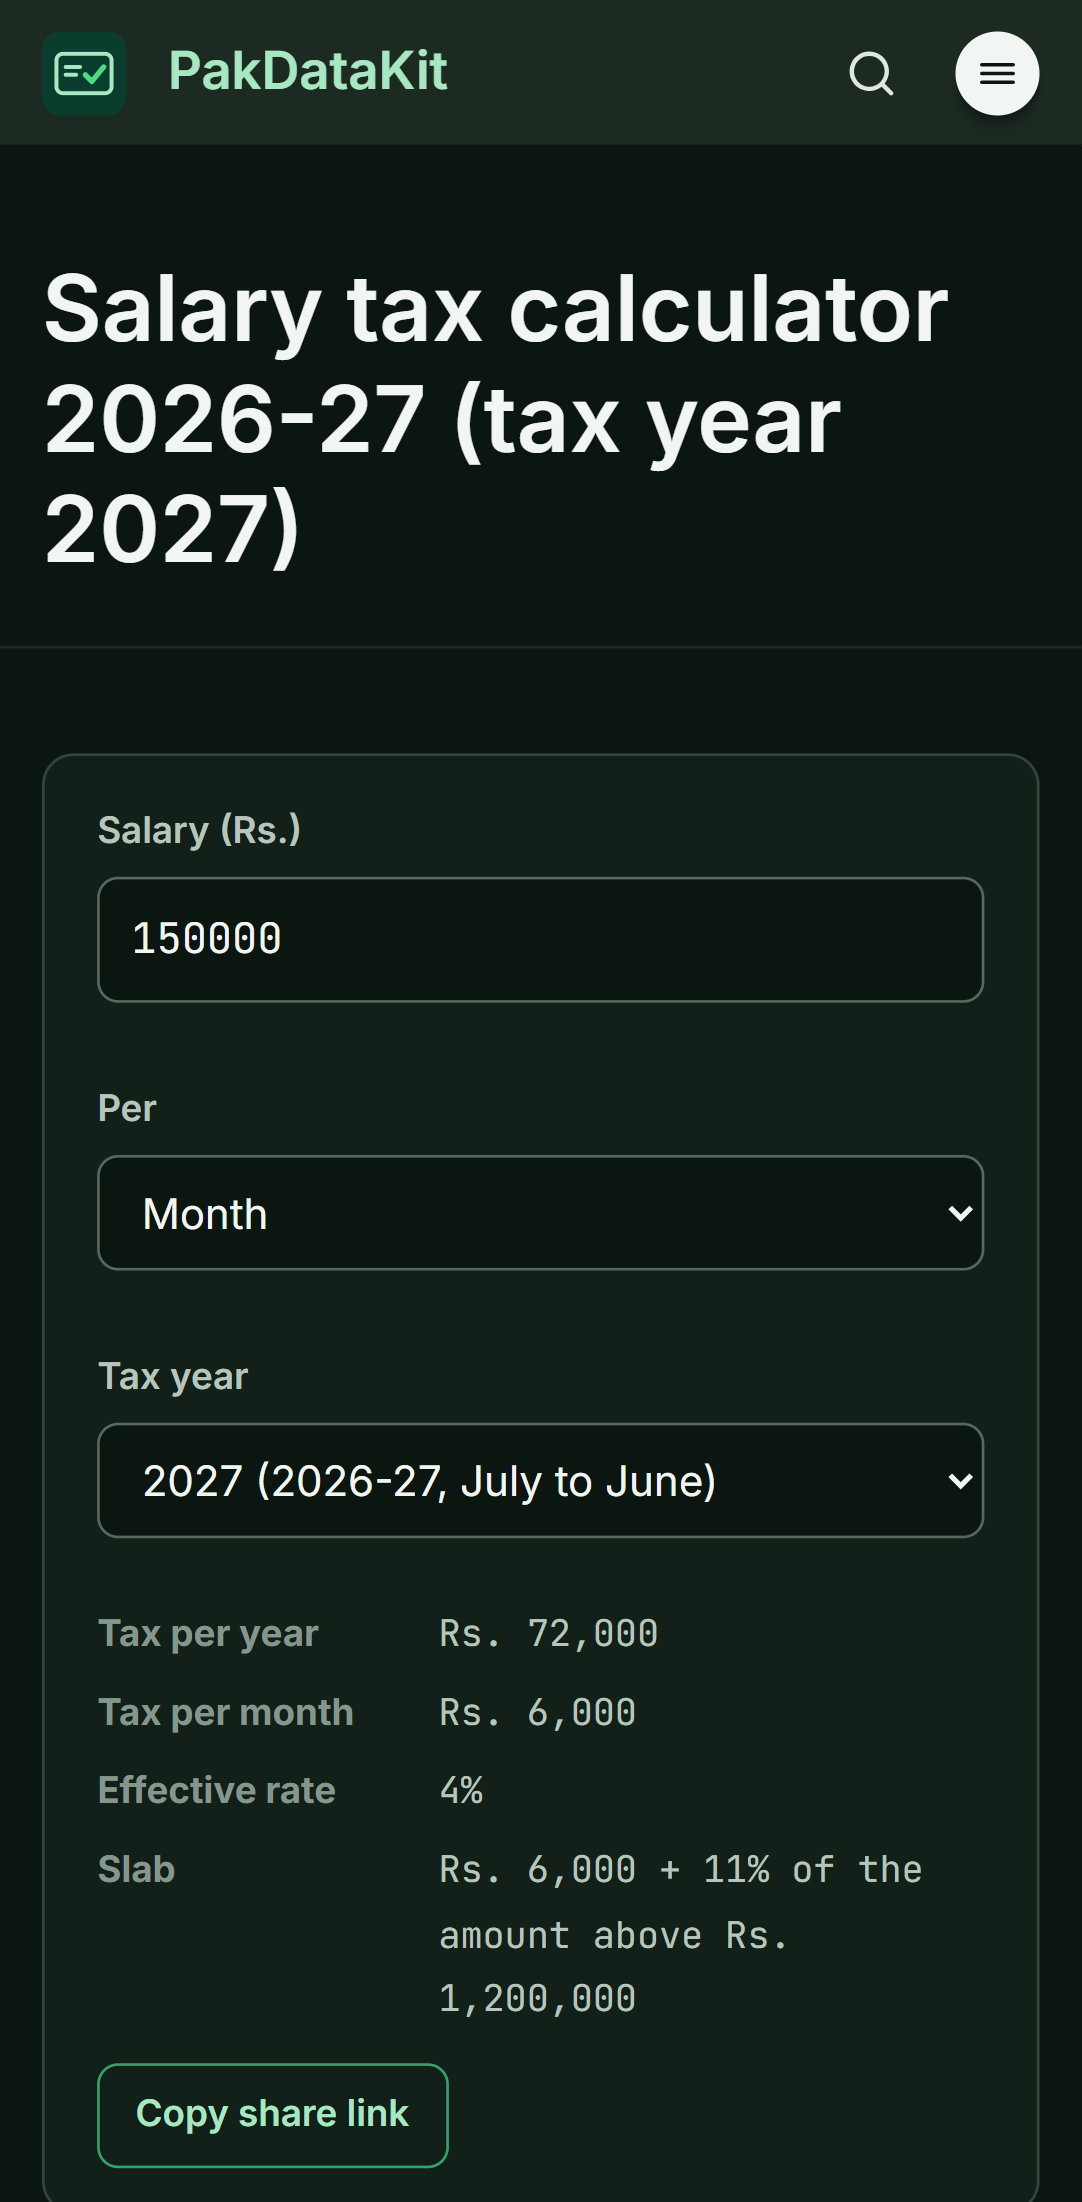 PakDataKit
Salary tax calculator
2026-27 (tax year
2027)
Salary (Rs.)
150000
Per
Month
Tax year
2027 (2026-27, July to June)
Tax per year Rs. 72,000
Tax per month Rs. 6,000
Effective rate 4%
Slab Rs. 6,000 + 11% of the
amount above Rs.
1,200,000
Copy share link